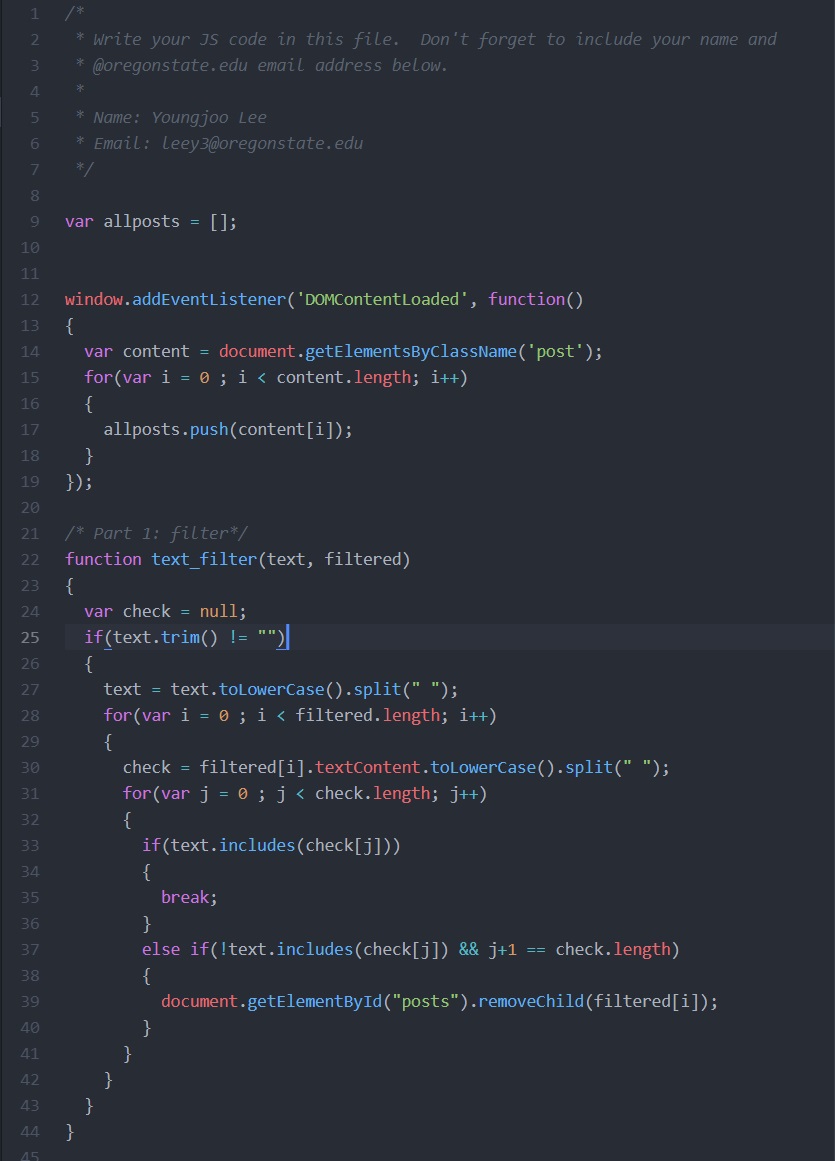 1 /*
2  * Write your JS code in this file.  Don't forget to include your name and
3  * @oregonstate.edu email address below.
4  *
5  * Name: Youngjoo Lee
6  * Email: leey3@oregonstate.edu
7  */
8
9 var allposts = [];
10
11
12 window.addEventListener('DOMContentLoaded', function()
13 {
14   var content = document.getElementsByClassName('post');
15   for(var i = 0 ; i < content.length; i++)
16   {
17     allposts.push(content[i]);
18   }
19 });
20
21 /* Part 1: filter*/
22 function text_filter(text, filtered)
23 {
24   var check = null;
25   if(text.trim() != "")
26   {
27     text = text.toLowerCase().split(" ");
28     for(var i = 0 ; i < filtered.length; i++)
29     {
30       check = filtered[i].textContent.toLowerCase().split(" ");
31       for(var j = 0 ; j < check.length; j++)
32       {
33         if(text.includes(check[j]))
34         {
35           break;
36         }
37         else if(!text.includes(check[j]) && j+1 == check.length)
38         {
39           document.getElementById("posts").removeChild(filtered[i]);
40         }
41       }
42     }
43   }
44 }
45